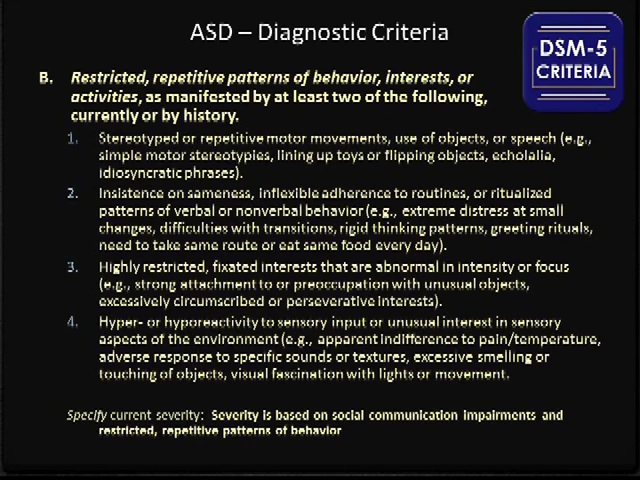 ASD – Diagnostic Criteria
DSM-5
CRITERIA
B. Restricted, repetitive patterns of behavior, interests, or
activities, as manifested by at least two of the following,
currently or by history.
1. Stereotyped or repetitive motor movements, use of objects, or speech (e.g.,
simple motor stereotypies, lining up toys or flipping objects, echolalia,
idiosyncratic phrases).
2. Insistence on sameness, inflexible adherence to routines, or ritualized
patterns of verbal or nonverbal behavior (e.g., extreme distress at small
changes, difficulties with transitions, rigid thinking patterns, greeting rituals,
need to take same route or eat same food every day).
3. Highly restricted, fixated interests that are abnormal in intensity or focus
(e.g., strong attachment to or preoccupation with unusual objects,
excessively circumscribed or perseverative interests).
4. Hyper- or hyporeactivity to sensory input or unusual interest in sensory
aspects of the environment (e.g., apparent indifference to pain/temperature,
adverse response to specific sounds or textures, excessive smelling or
touching of objects, visual fascination with lights or movement.
Specify current severity: Severity is based on social communication impairments and
restricted, repetitive patterns of behavior